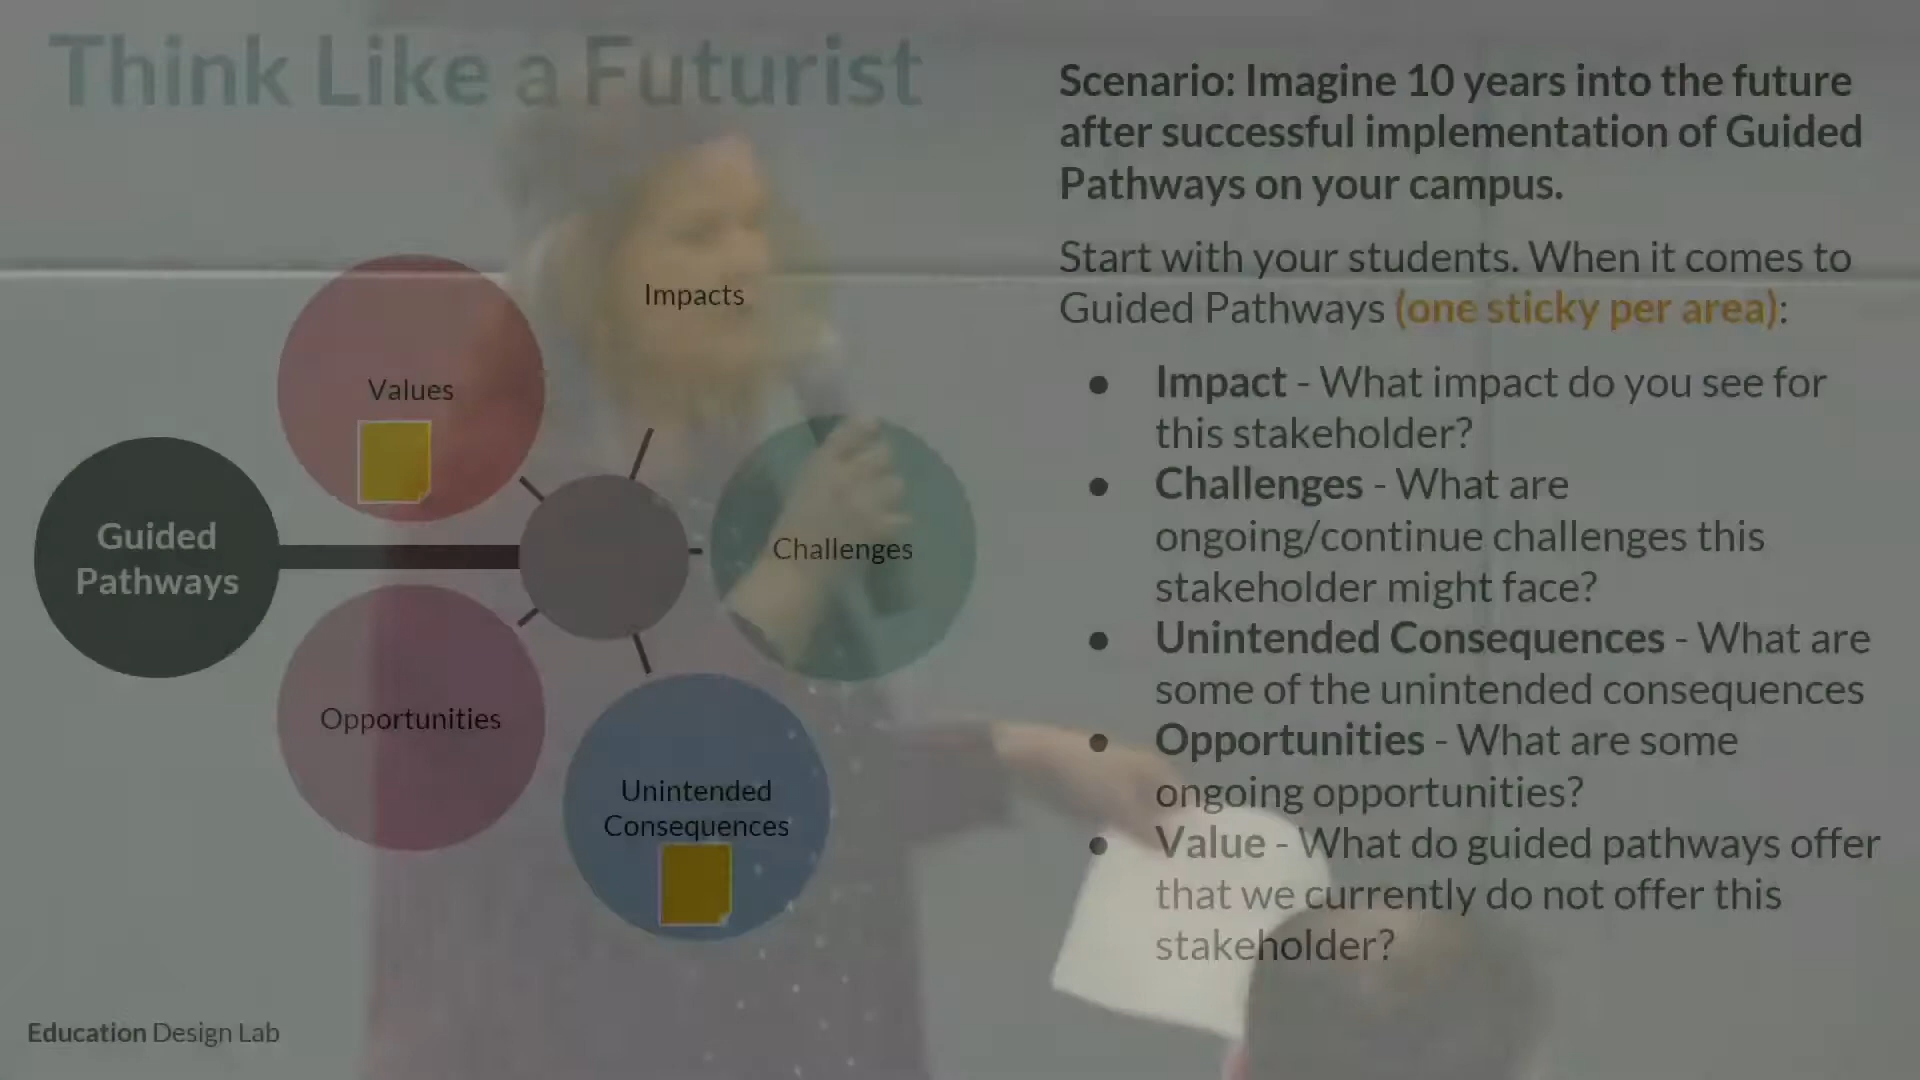 Think Like a Futurist
Scenario: Imagine 10 years into the future
after successful implementation of Guided
Pathways on your campus.
Start with your students. When it comes to
Guided Pathways (one sticky per area):
● Impact - What impact do you see for
this stakeholder?
● Challenges - What are
ongoing/continue challenges this
stakeholder might face?
● Unintended Consequences - What are
some of the unintended consequences
● Opportunities - What are some
ongoing opportunities?
● Value - What do guided pathways offer
that we currently do not offer this
stakeholder?
Impacts
Values
Guided
Pathways
Challenges
Opportunities
Unintended
Consequences
Education Design Lab